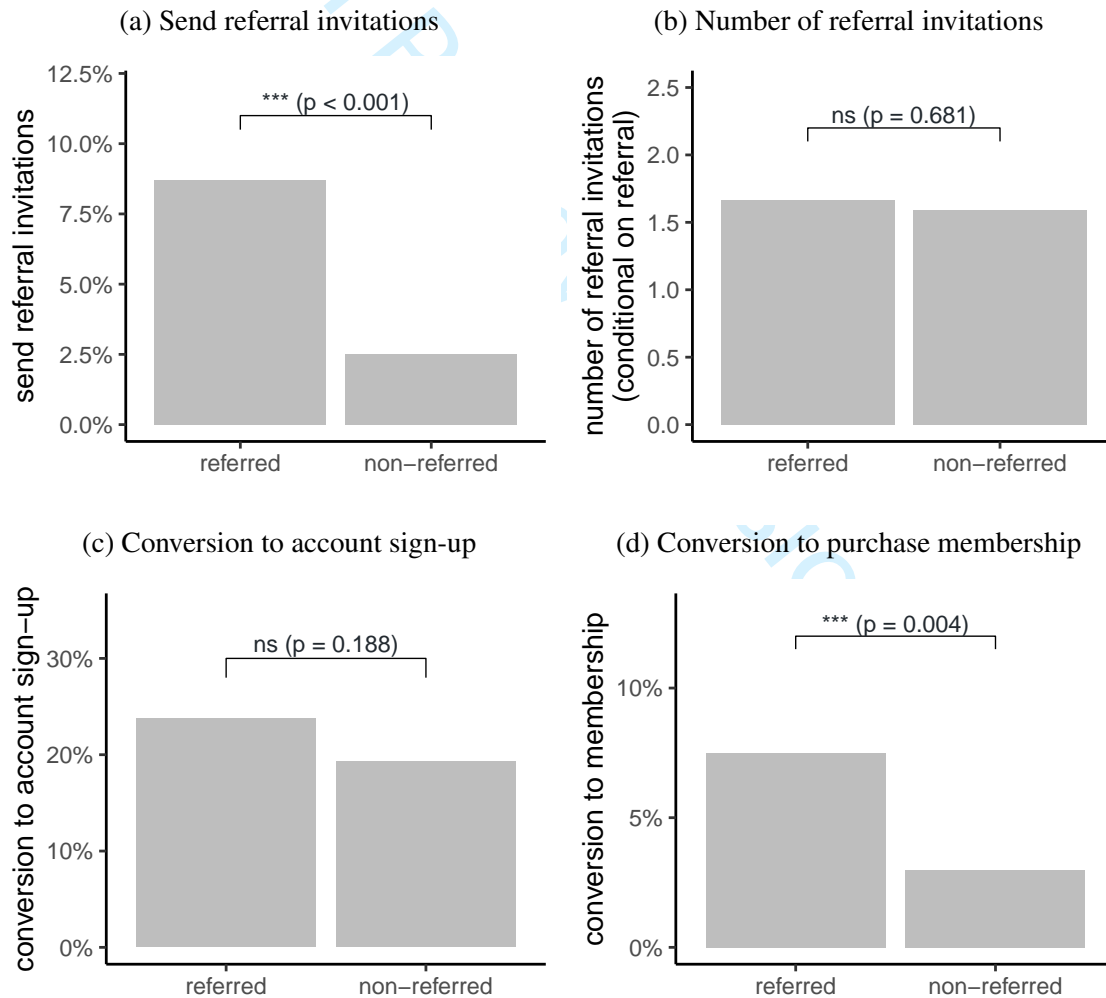 (a) Send referral invitations
12.5%
10.0%
7.5%
5.0%
2.5%
0.0%
send referral invitations
*** (p < 0.001)
referred
non−referred
(b) Number of referral invitations
2.5
2.0
1.5
1.0
0.5
0.0
number of referral invitations
(conditional on referral)
ns (p = 0.681)
referred
non−referred
(c) Conversion to account sign-up
30%
20%
10%
0%
conversion to account sign−up
ns (p = 0.188)
referred
non−referred
(d) Conversion to purchase membership
10%
5%
0%
conversion to membership
*** (p = 0.004)
referred
non−referred